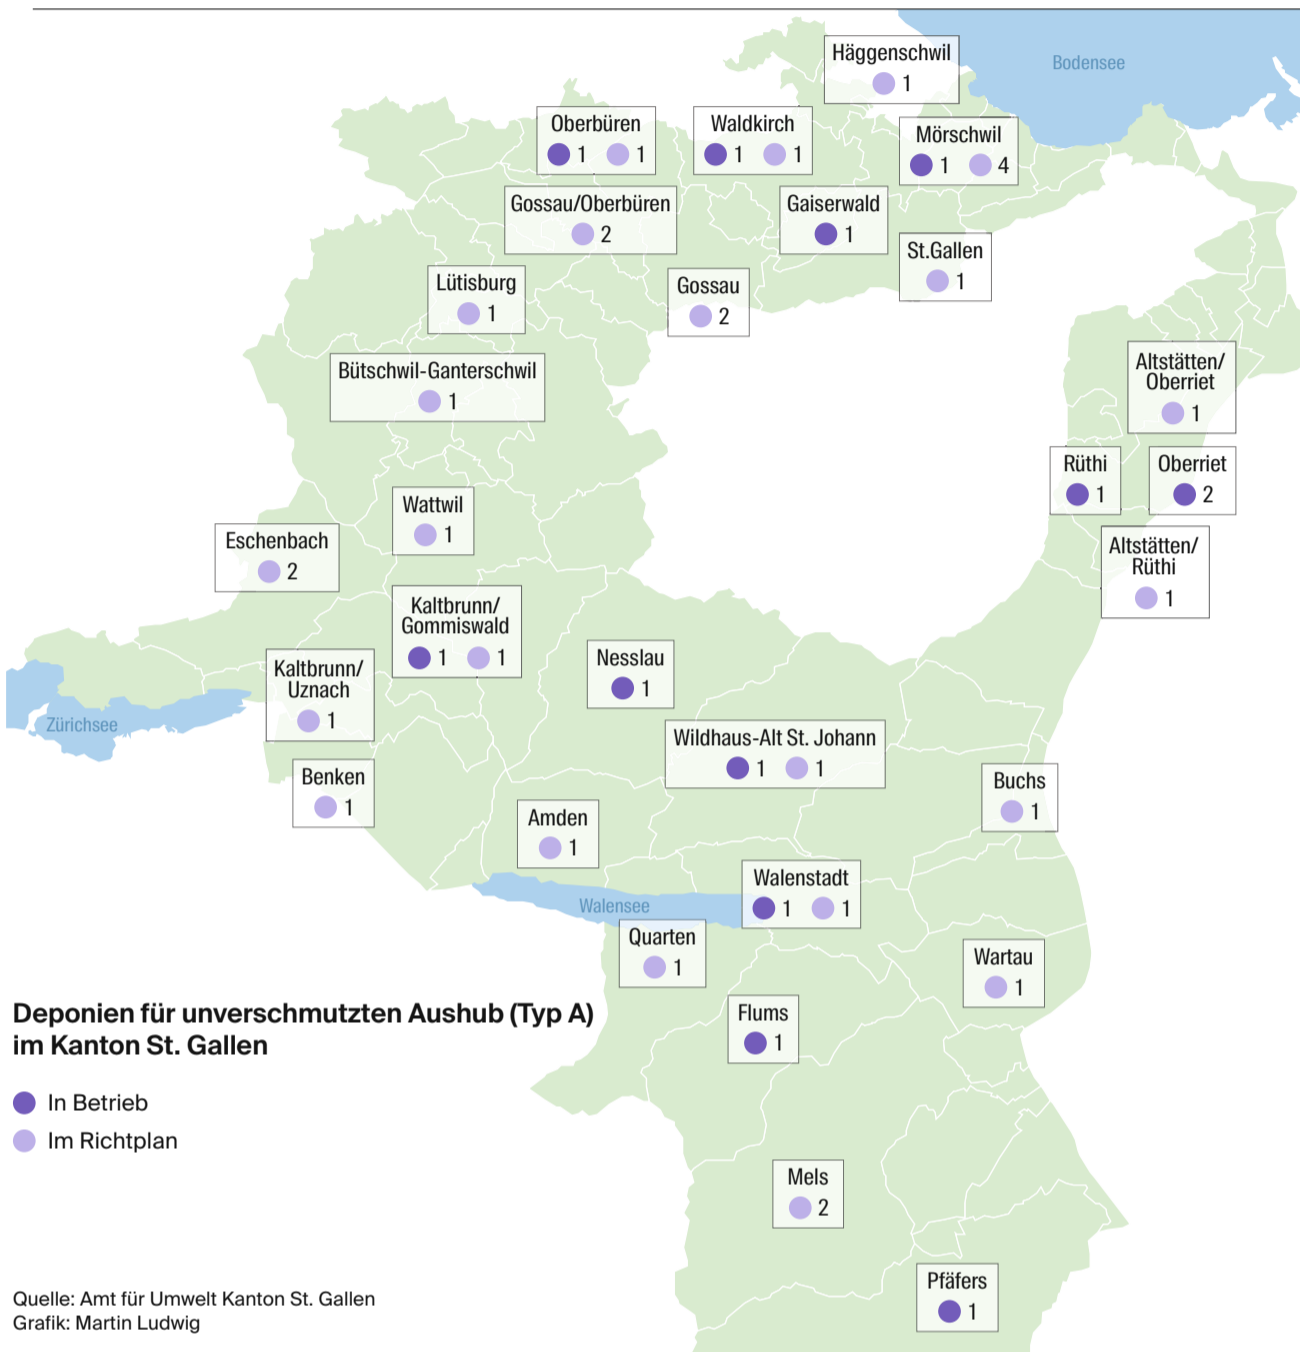 Häggenschwil
1
Bodensee
Oberbüren
1 1
Waldkirch
1 1
Mörschwil
1 4
Gossau/Oberbüren
2
Gaiserwald
1
St.Gallen
1
Lütisburg
1
Gossau
2
Bütschwil-Ganterschwil
1
Altstätten/
Oberriet
1
Rüthi
1
Oberriet
2
Wattwil
1
Eschenbach
2
Altstätten/
Rüthi
1
Kaltbrunn/
Gommiswald
1 1
Nesslau
1
Kaltbrunn/
Uznach
1
Zürichsee
Wildhaus-Alt St. Johann
1 1
Benken
1
Buchs
1
Amden
1
Walensee
Walenstadt
1 1
Quarten
1
Wartau
1
Flums
1
Deponien für unverschmutzten Aushub (Typ A)
im Kanton St. Gallen
In Betrieb
Im Richtplan
Mels
2
Pfäfers
1
Quelle: Amt für Umwelt Kanton St. Gallen
Grafik: Martin Ludwig